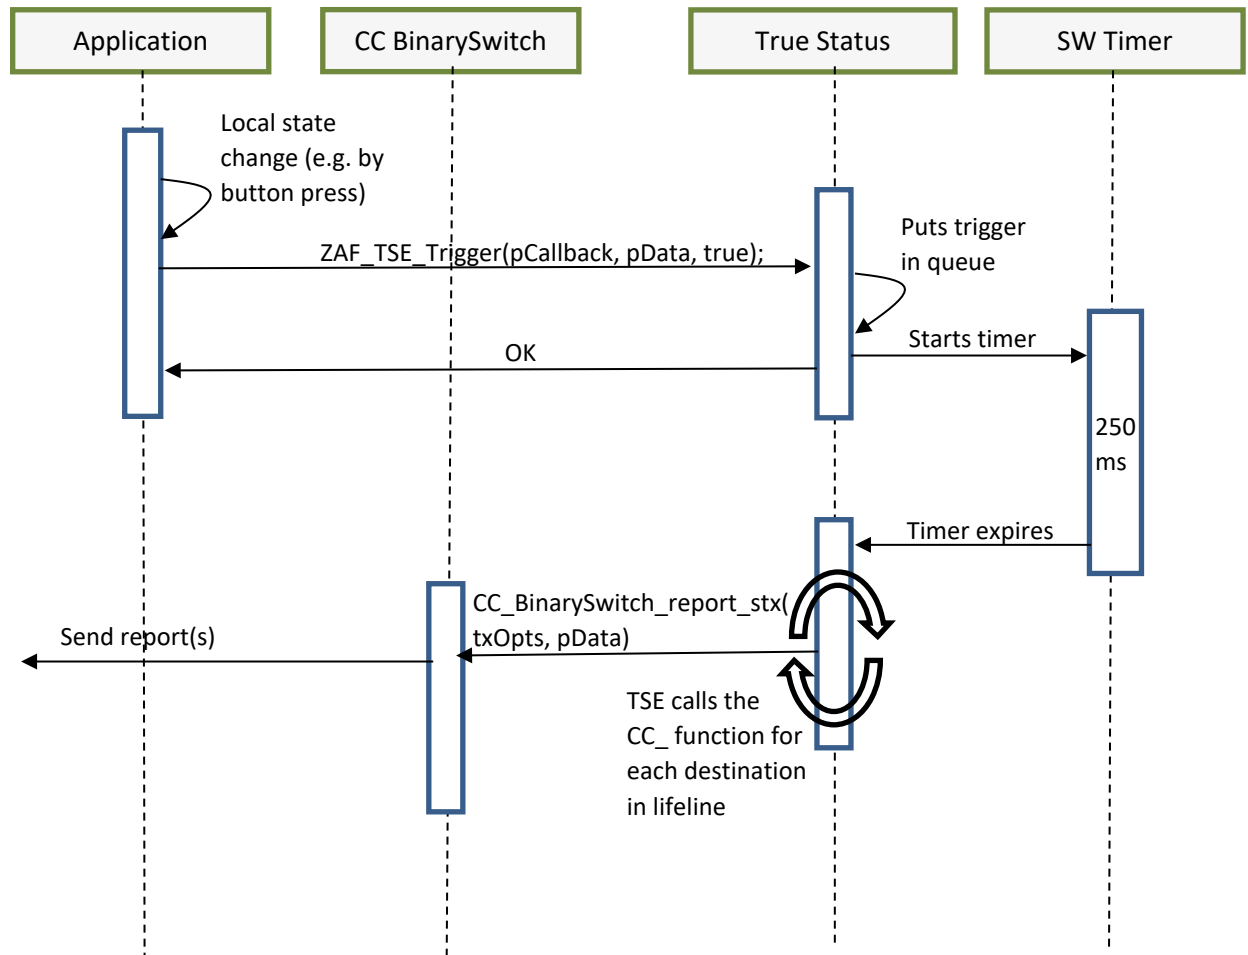 Application
CC BinarySwitch
True Status
SW Timer
Local state
change (e.g. by
button press)
ZAF_TSE_Trigger(pCallback, pData, true);
Puts trigger
in queue
Starts timer
OK
250
ms
Timer expires
CC_BinarySwitch_report_stx(
txOpts, pData)
Send report(s)
TSE calls the
CC_ function for
each destination
in lifeline